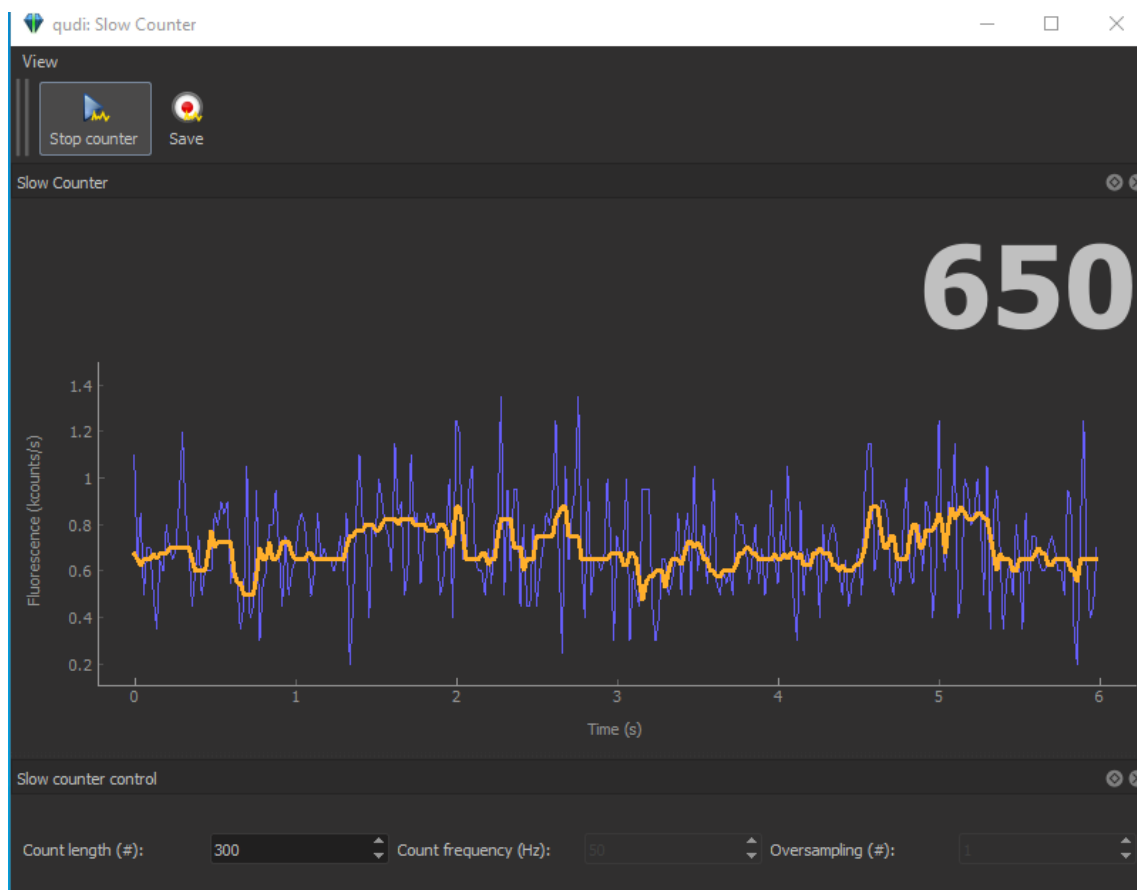 qudi: Slow Counter
View
Stop counter Save
Slow Counter
650
Fluorescence (kcounts/s)
1.4
1.2
1
0.8
0.6
0.4
0.2
0 1 2 3 4 5 6
Time (s)
Slow counter control
Count length (#): 300 Count frequency (Hz): 50 Oversampling (#): 1